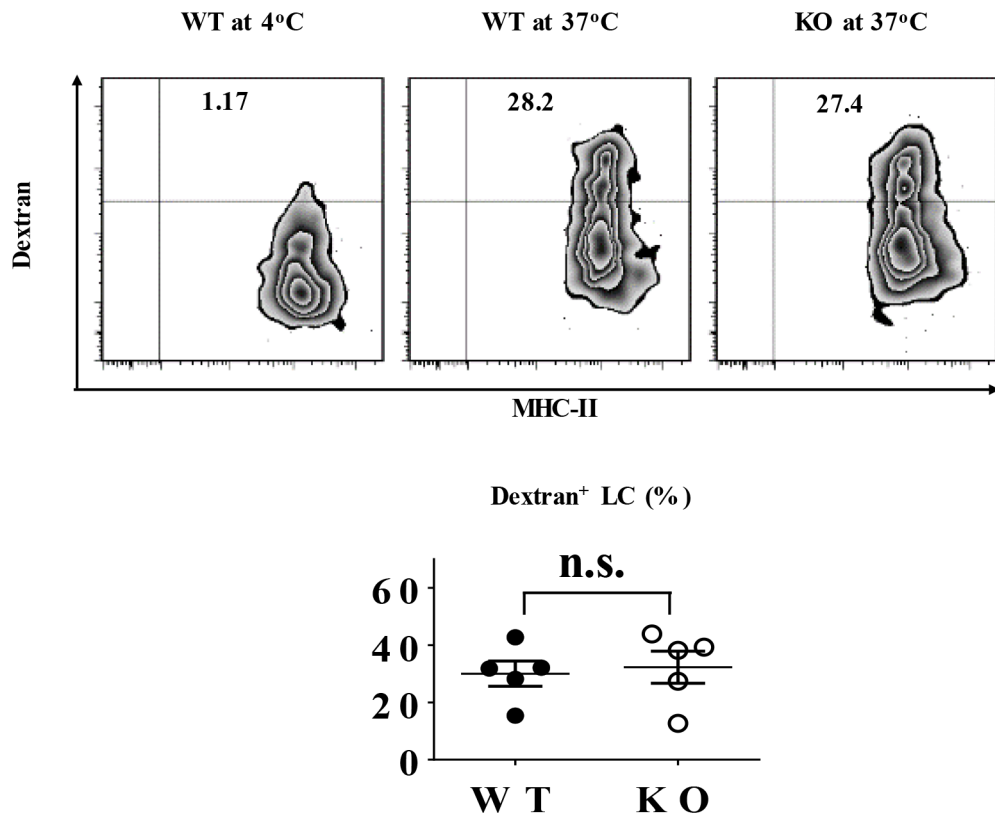 WT at 4°C
WT at 37°C
KO at 37°C
1.17
28.2
27.4
Dextran
MHC-II
Dextran⁺ LC (%)
n.s.
60
40
20
0
WT
KO